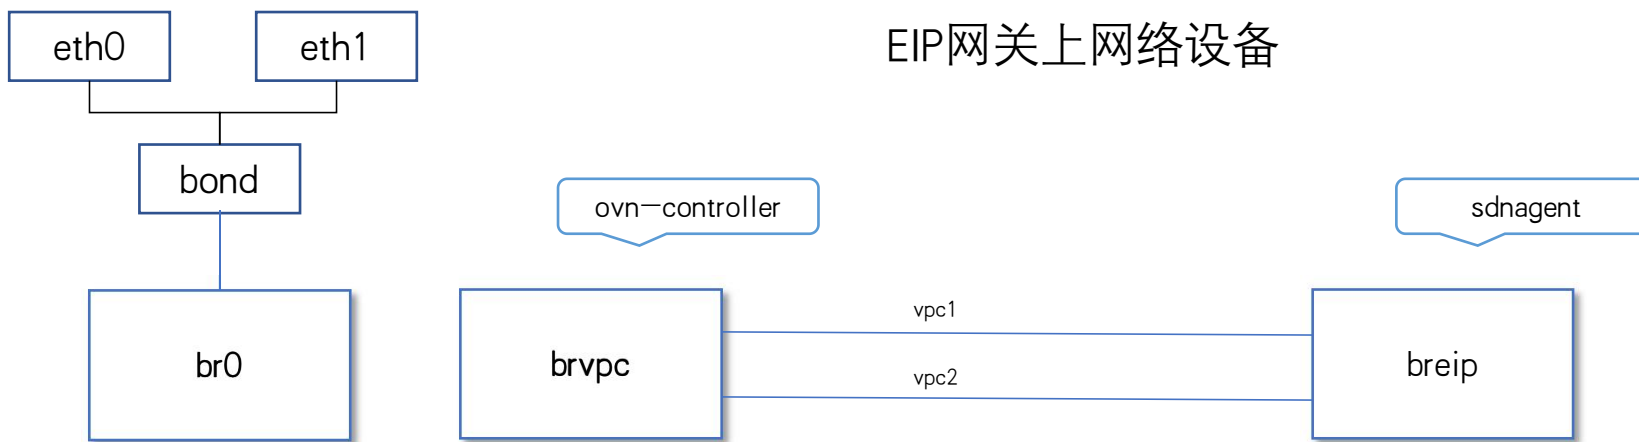 eth0
eth1
EIP网关上网络设备
bond
ovn-controller
sdnagent
br0
brvpc
vpc1
vpc2
breip